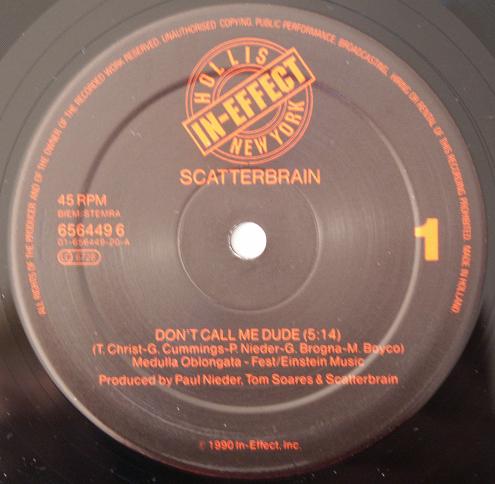 ALL RIGHTS OF THE PRODUCER AND OF THE OWNER OF THE RECORDED WORK RESERVED. UNAUTHORISED COPYING, PUBLIC PERFORMANCE, BROADCASTING, HIRING OR RENTAL OF THIS RECORDING PROHIBITED. MADE IN HOLLAND
HOLLIS
IN-EFFECT
NEW YORK
SCATTERBRAIN
45 RPM
BIEM/STEMRA
656449 6
01-656449-20-A
1
DON'T CALL ME DUDE (5:14)
(T. Christ-G. Cummings-P. Nieder-G. Brogna-M. Boyco)
Medulla Oblongata - Fest/Einstein Music
Produced by Paul Nieder, Tom Soares & Scatterbrain
℗ 1990 In-Effect, Inc.